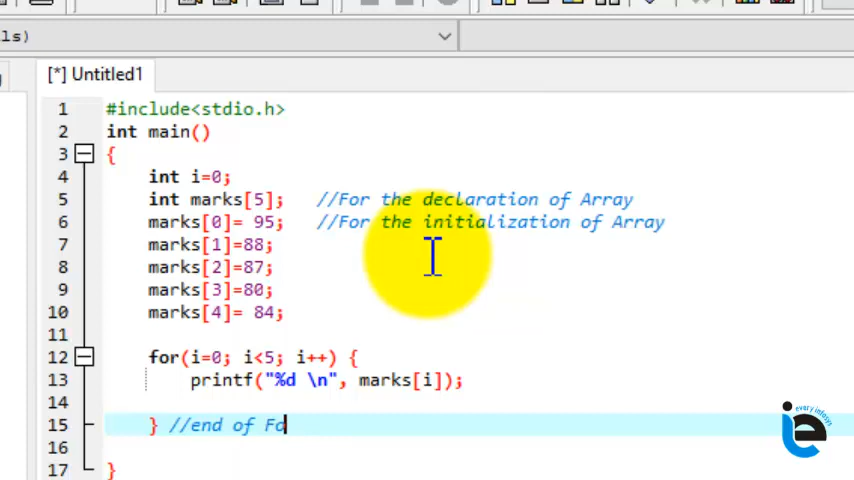 ls)
[*] Untitled1
1 #include<stdio.h>
2 int main()
3 {
4 int i=0;
5 int marks[5]; //For the declaration of Array
6 marks[0]= 95; //For the initialization of Array
7 marks[1]=88;
8 marks[2]=87;
9 marks[3]=80;
10 marks[4]= 84;
11
12 for(i=0; i<5; i++) {
13 printf("%d \n", marks[i]);
14
15 } //end of Fo
16
17 }
every infosys